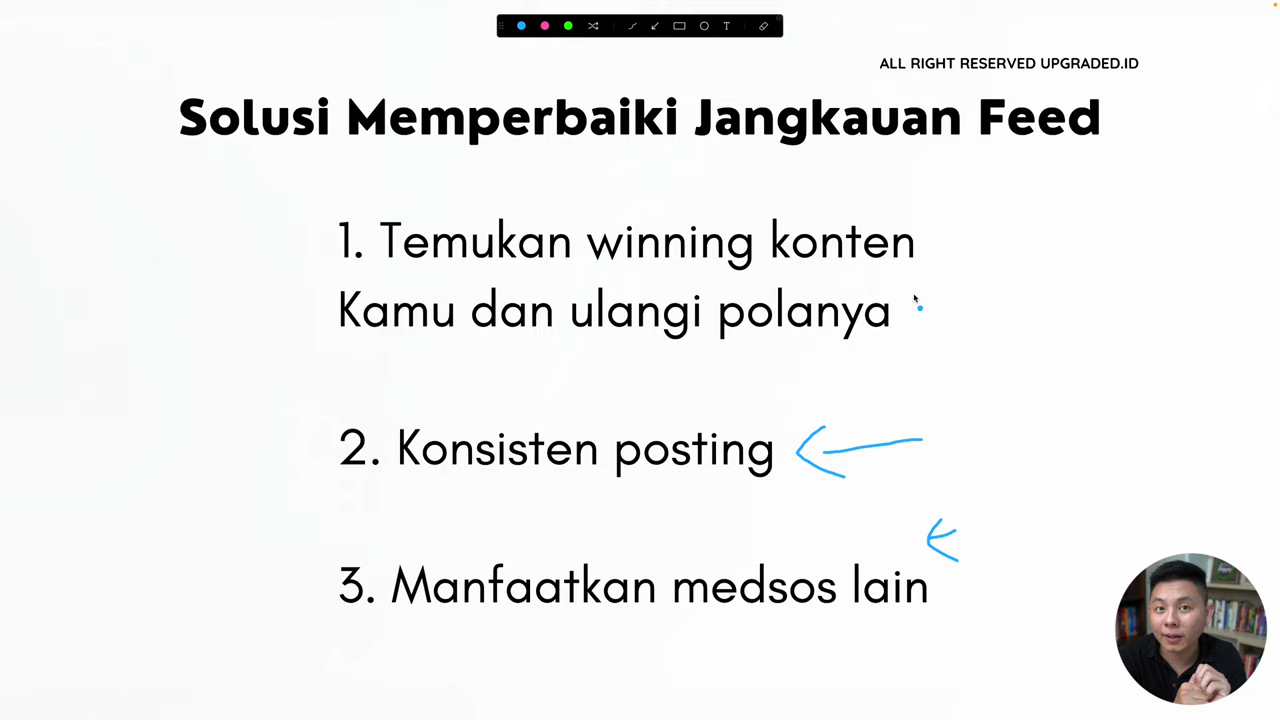 T
ALL RIGHT RESERVED UPGRADED.ID
Solusi Memperbaiki Jangkauan Feed
1. Temukan winning konten
Kamu dan ulangi polanya
2. Konsisten posting
3. Manfaatkan medsos lain